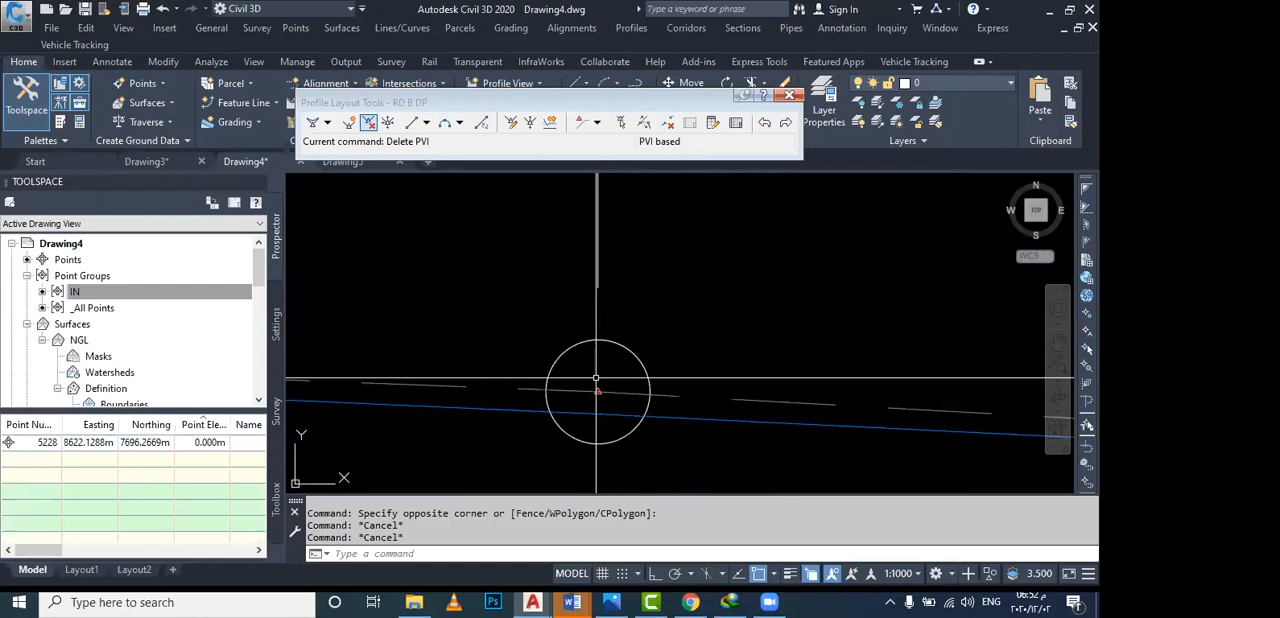 Civil 3D
Autodesk Civil 3D 2020 Drawing4.dwg
Type a keyword or phrase
Sign In
C3D
File Edit View Insert General Survey Points Surfaces Lines/Curves Parcels Grading Alignments Profiles Corridors Sections Pipes Annotation Inquiry Window Express
Vehicle Tracking
Home Insert Annotate Modify Analyze View Manage Output Survey Rail Transparent InfraWorks Collaborate Help Add-ins Express Tools Featured Apps Vehicle Tracking
Toolspace
Points Parcel Alignment Intersections Profile View Move
Surfaces Feature Line
Traverse Grading
Layer Properties
0
Paste
Palettes Create Ground Data Layers Clipboard
Profile Layout Tools - RD B DP
Current command: Delete PVI PVI based
Start Drawing3* Drawing4* Drawing5
TOOLSPACE
Active Drawing View
Drawing4
Points
Point Groups
IN
_All Points
Surfaces
NGL
Masks
Watersheds
Definition
Boundaries
Prospector
Settings
Survey
Toolbox
Point Nu... Easting Northing Point Ele... Name
5228 8622.1288m 7696.2669m 0.000m
N
W TOP E
S
WCS
Y
X
Command: Specify opposite corner or [Fence/WPolygon/CPolygon]:
Command: *Cancel*
Command: *Cancel*
Type a command
Model Layout1 Layout2 +
MODEL 1:1000 3.500
Type here to search
ENG